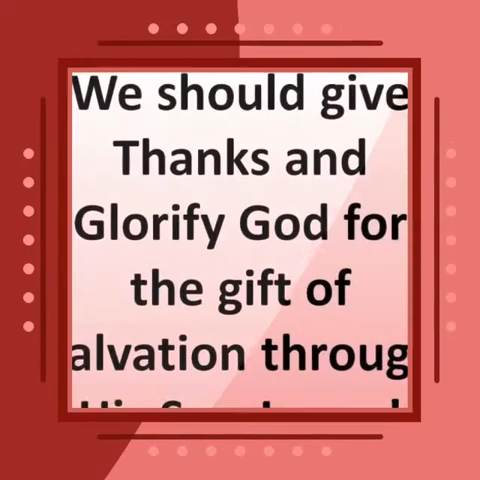 We should give
Thanks and
Glorify God for
the gift of
alvation throug